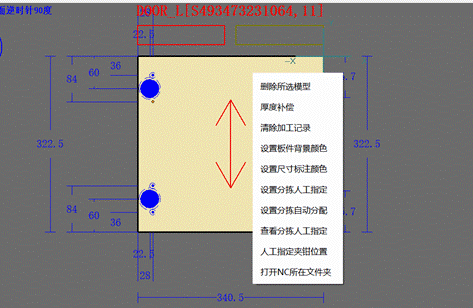 面逆时针90度
DOOR_L[S493473231064,11]
28
22.5
-X
36
60
84
删除所选模型
厚度补偿
清除加工记录
设置板件背景颜色
设置尺寸标注颜色
设置分拣人工指定
设置分拣自动分配
查看分拣人工指定
人工指定夹钳位置
打开NC所在文件夹
322.5
322.5
84
60
36
22.5
28
340.5